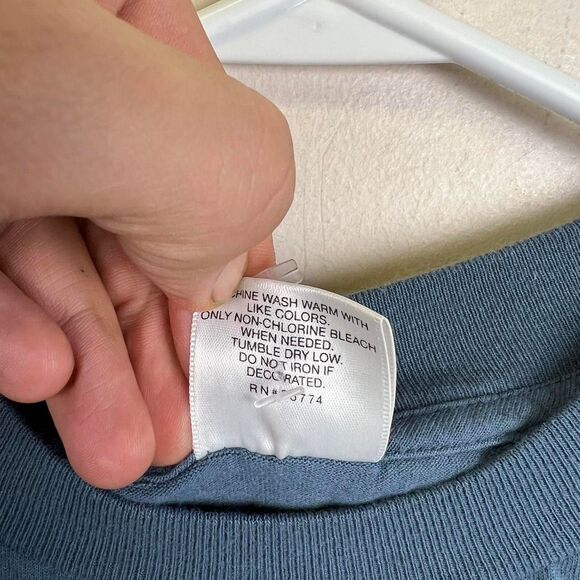 WASH WARM WITH
LIKE COLORS.
ONLY NON-CHLORINE BLEACH
WHEN NEEDED.
TUMBLE DRY LOW.
DO NOT IRON IF
DECORATED.
RN#